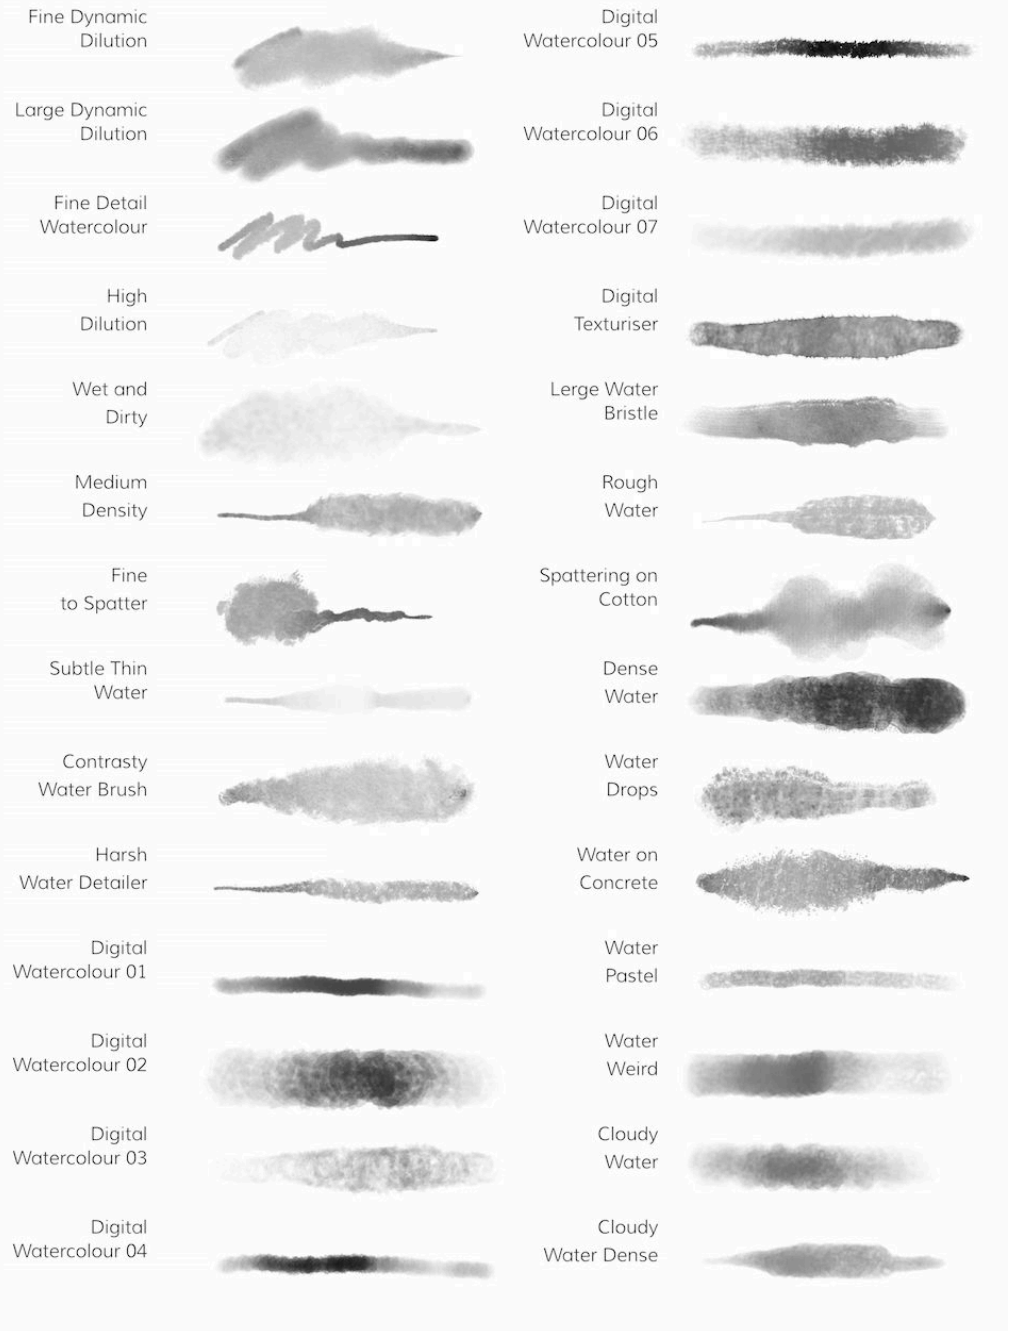 Fine Dynamic
Dilution
Large Dynamic
Dilution
Fine Detail
Watercolour
High
Dilution
Wet and
Dirty
Medium
Density
Fine
to Spatter
Subtle Thin
Water
Contrasty
Water Brush
Harsh
Water Detailer
Digital
Watercolour 01
Digital
Watercolour 02
Digital
Watercolour 03
Digital
Watercolour 04
Digital
Watercolour 05
Digital
Watercolour 06
Digital
Watercolour 07
Digital
Texturiser
Lerge Water
Bristle
Rough
Water
Spattering on
Cotton
Dense
Water
Water
Drops
Water on
Concrete
Water
Pastel
Water
Weird
Cloudy
Water
Cloudy
Water Dense